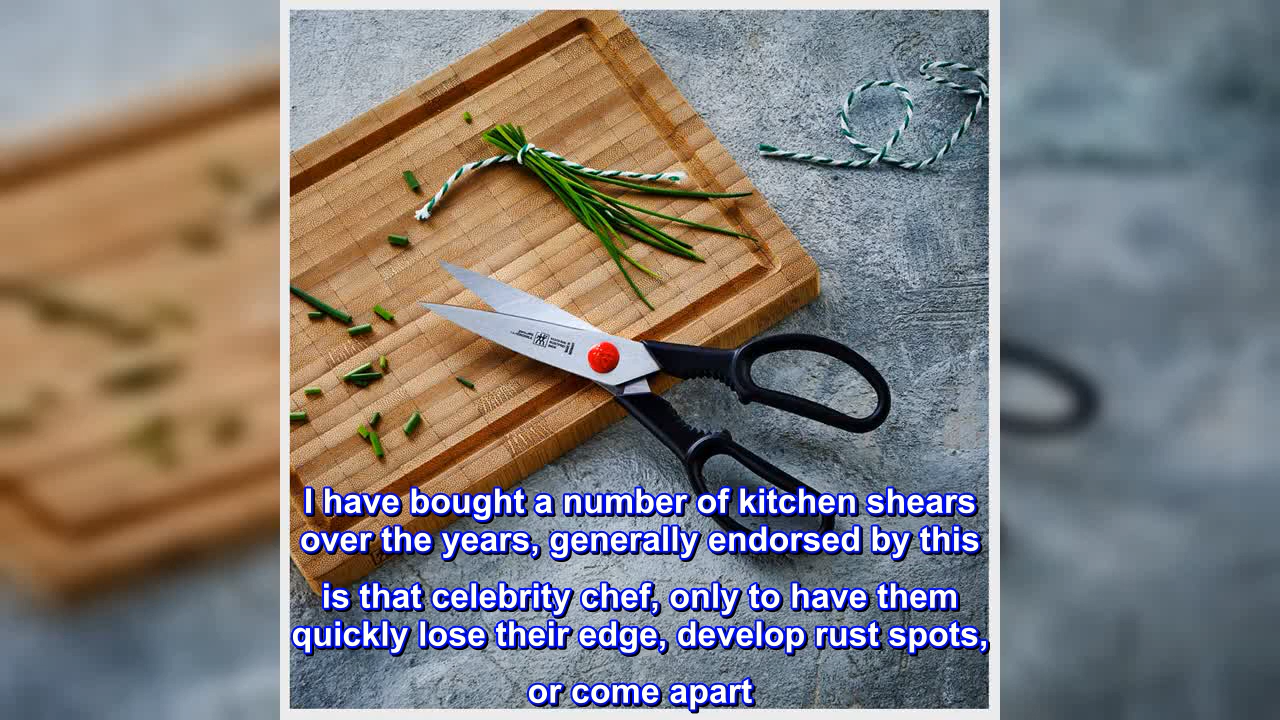 I have bought a number of kitchen shears
over the years, generally endorsed by this
is that celebrity chef, only to have them
quickly lose their edge, develop rust spots,
or come apart